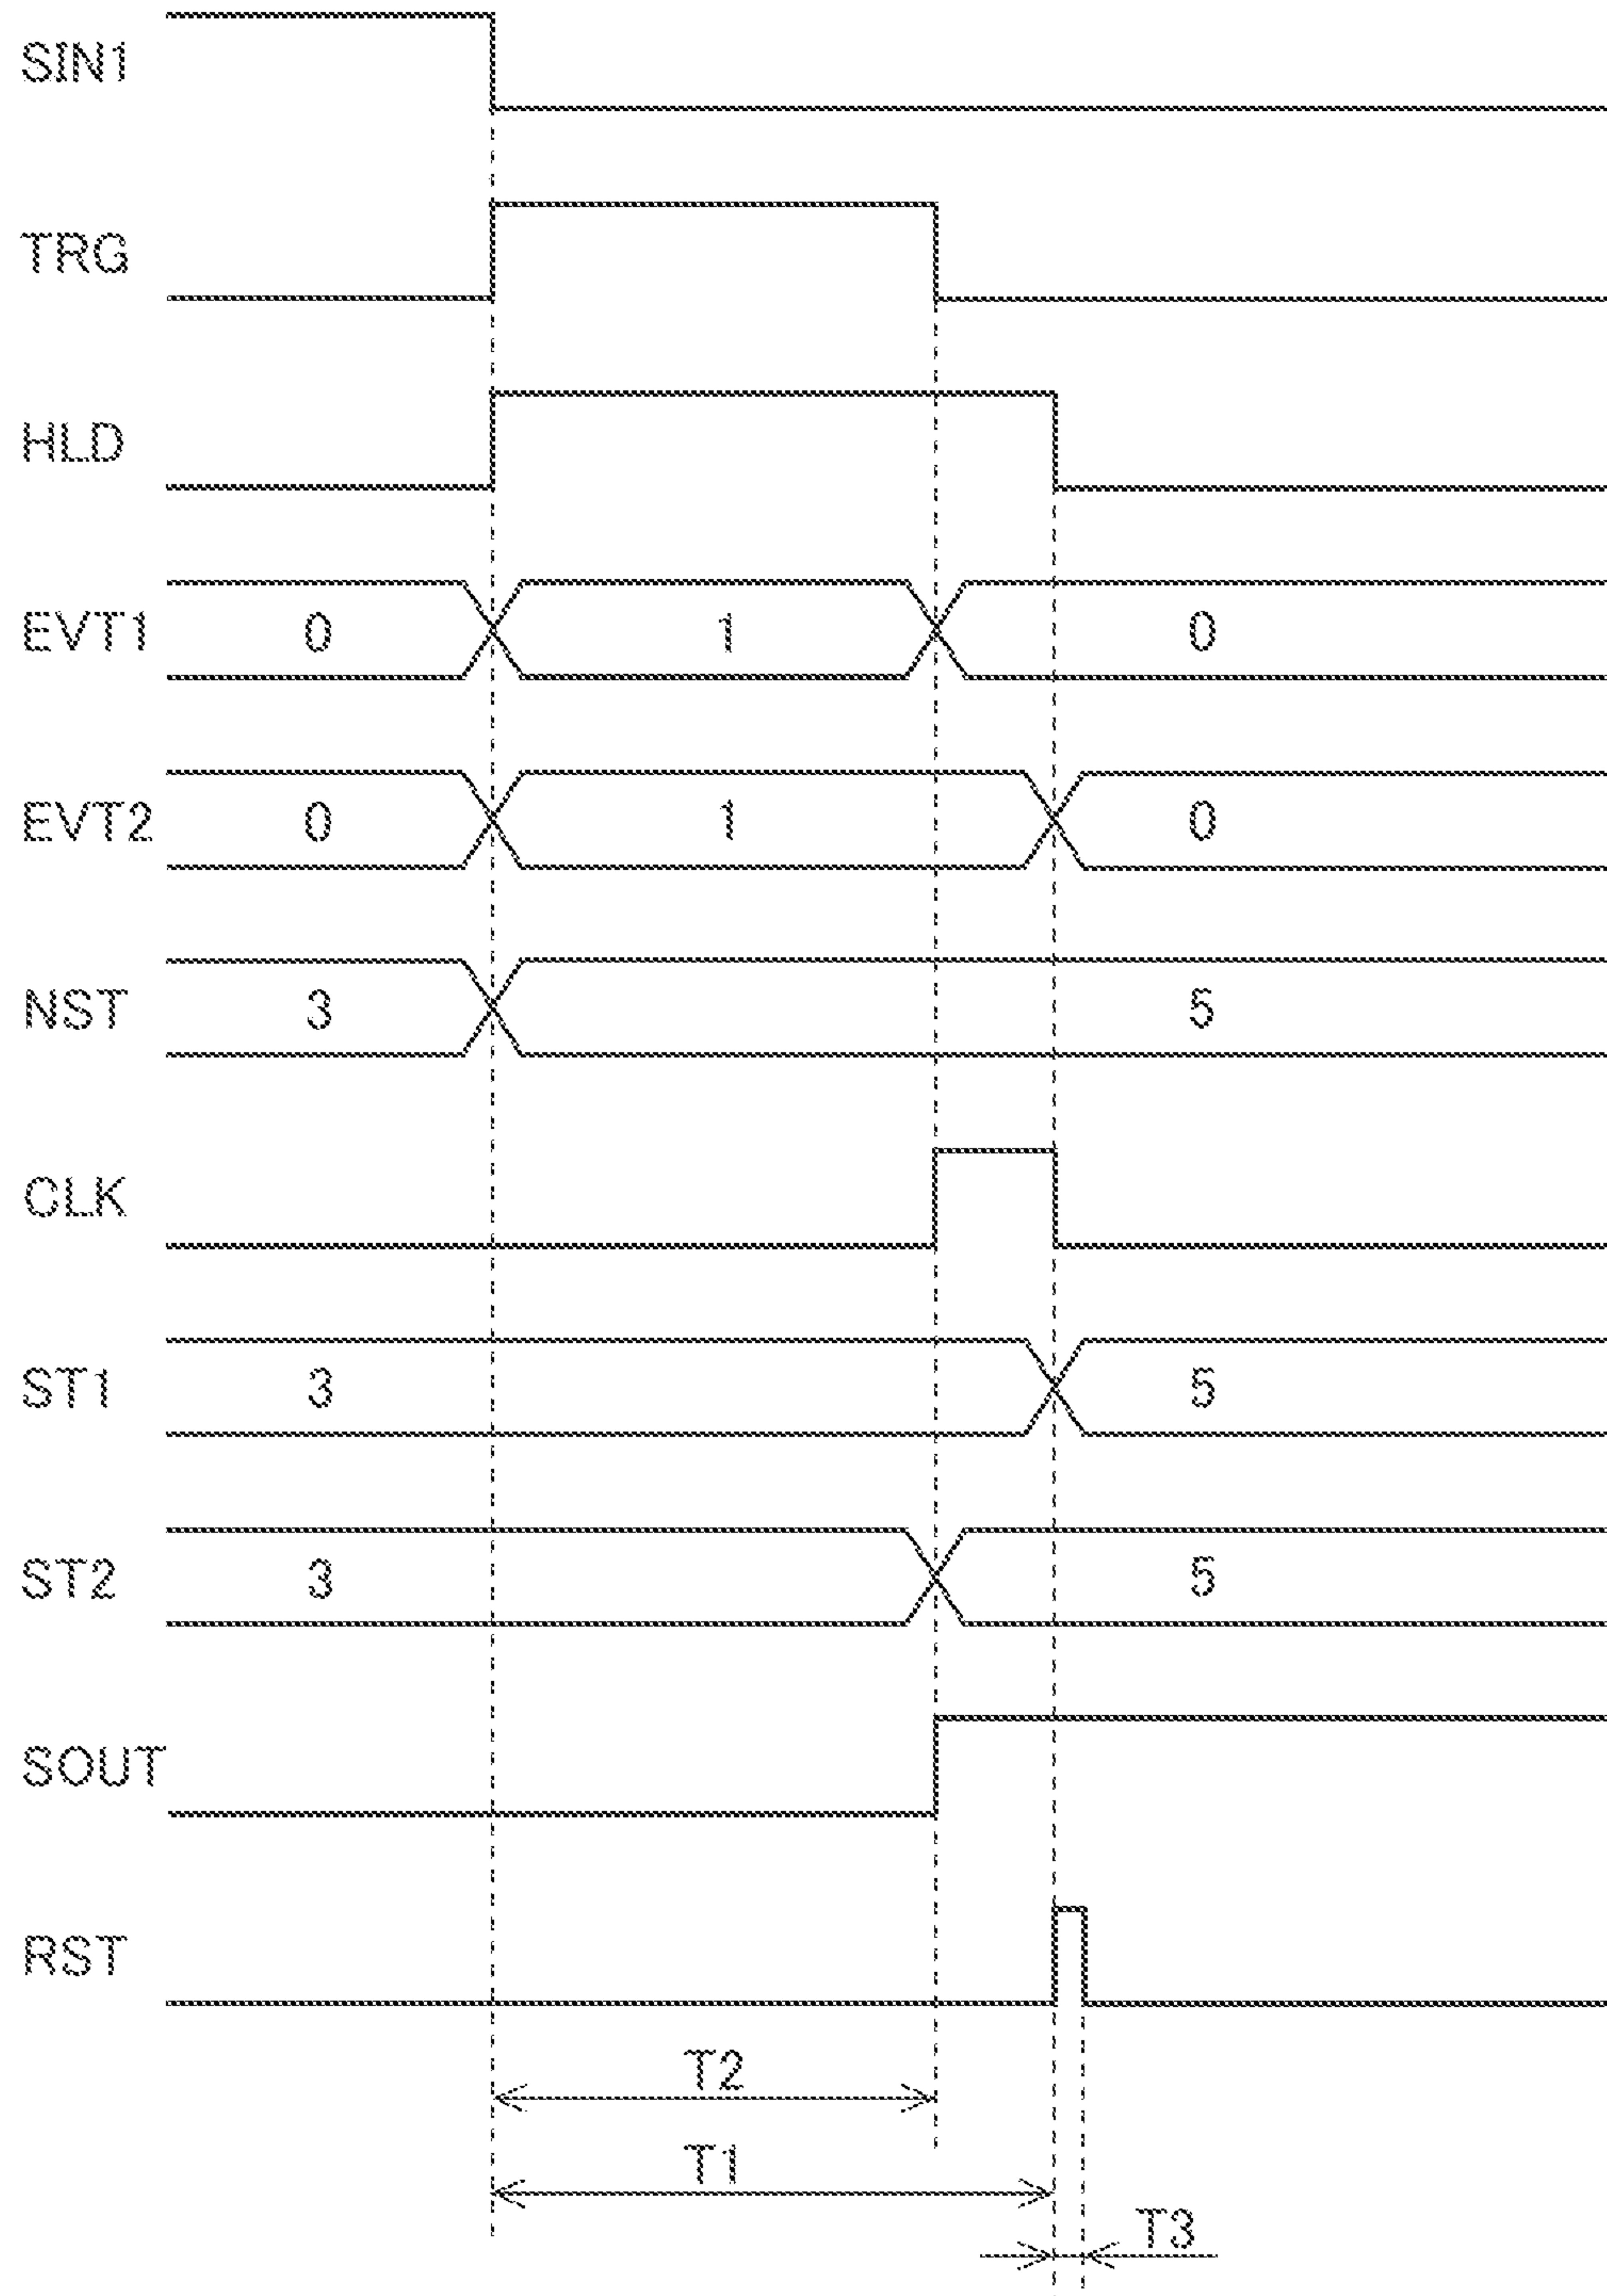 SIN1
TRG
HLD
EVT1 0 1 0
EVT2 0 1 0
NST 3 5
CLK
ST1 3 5
ST2 3 5
SOUT
RST
T2
T1
T3